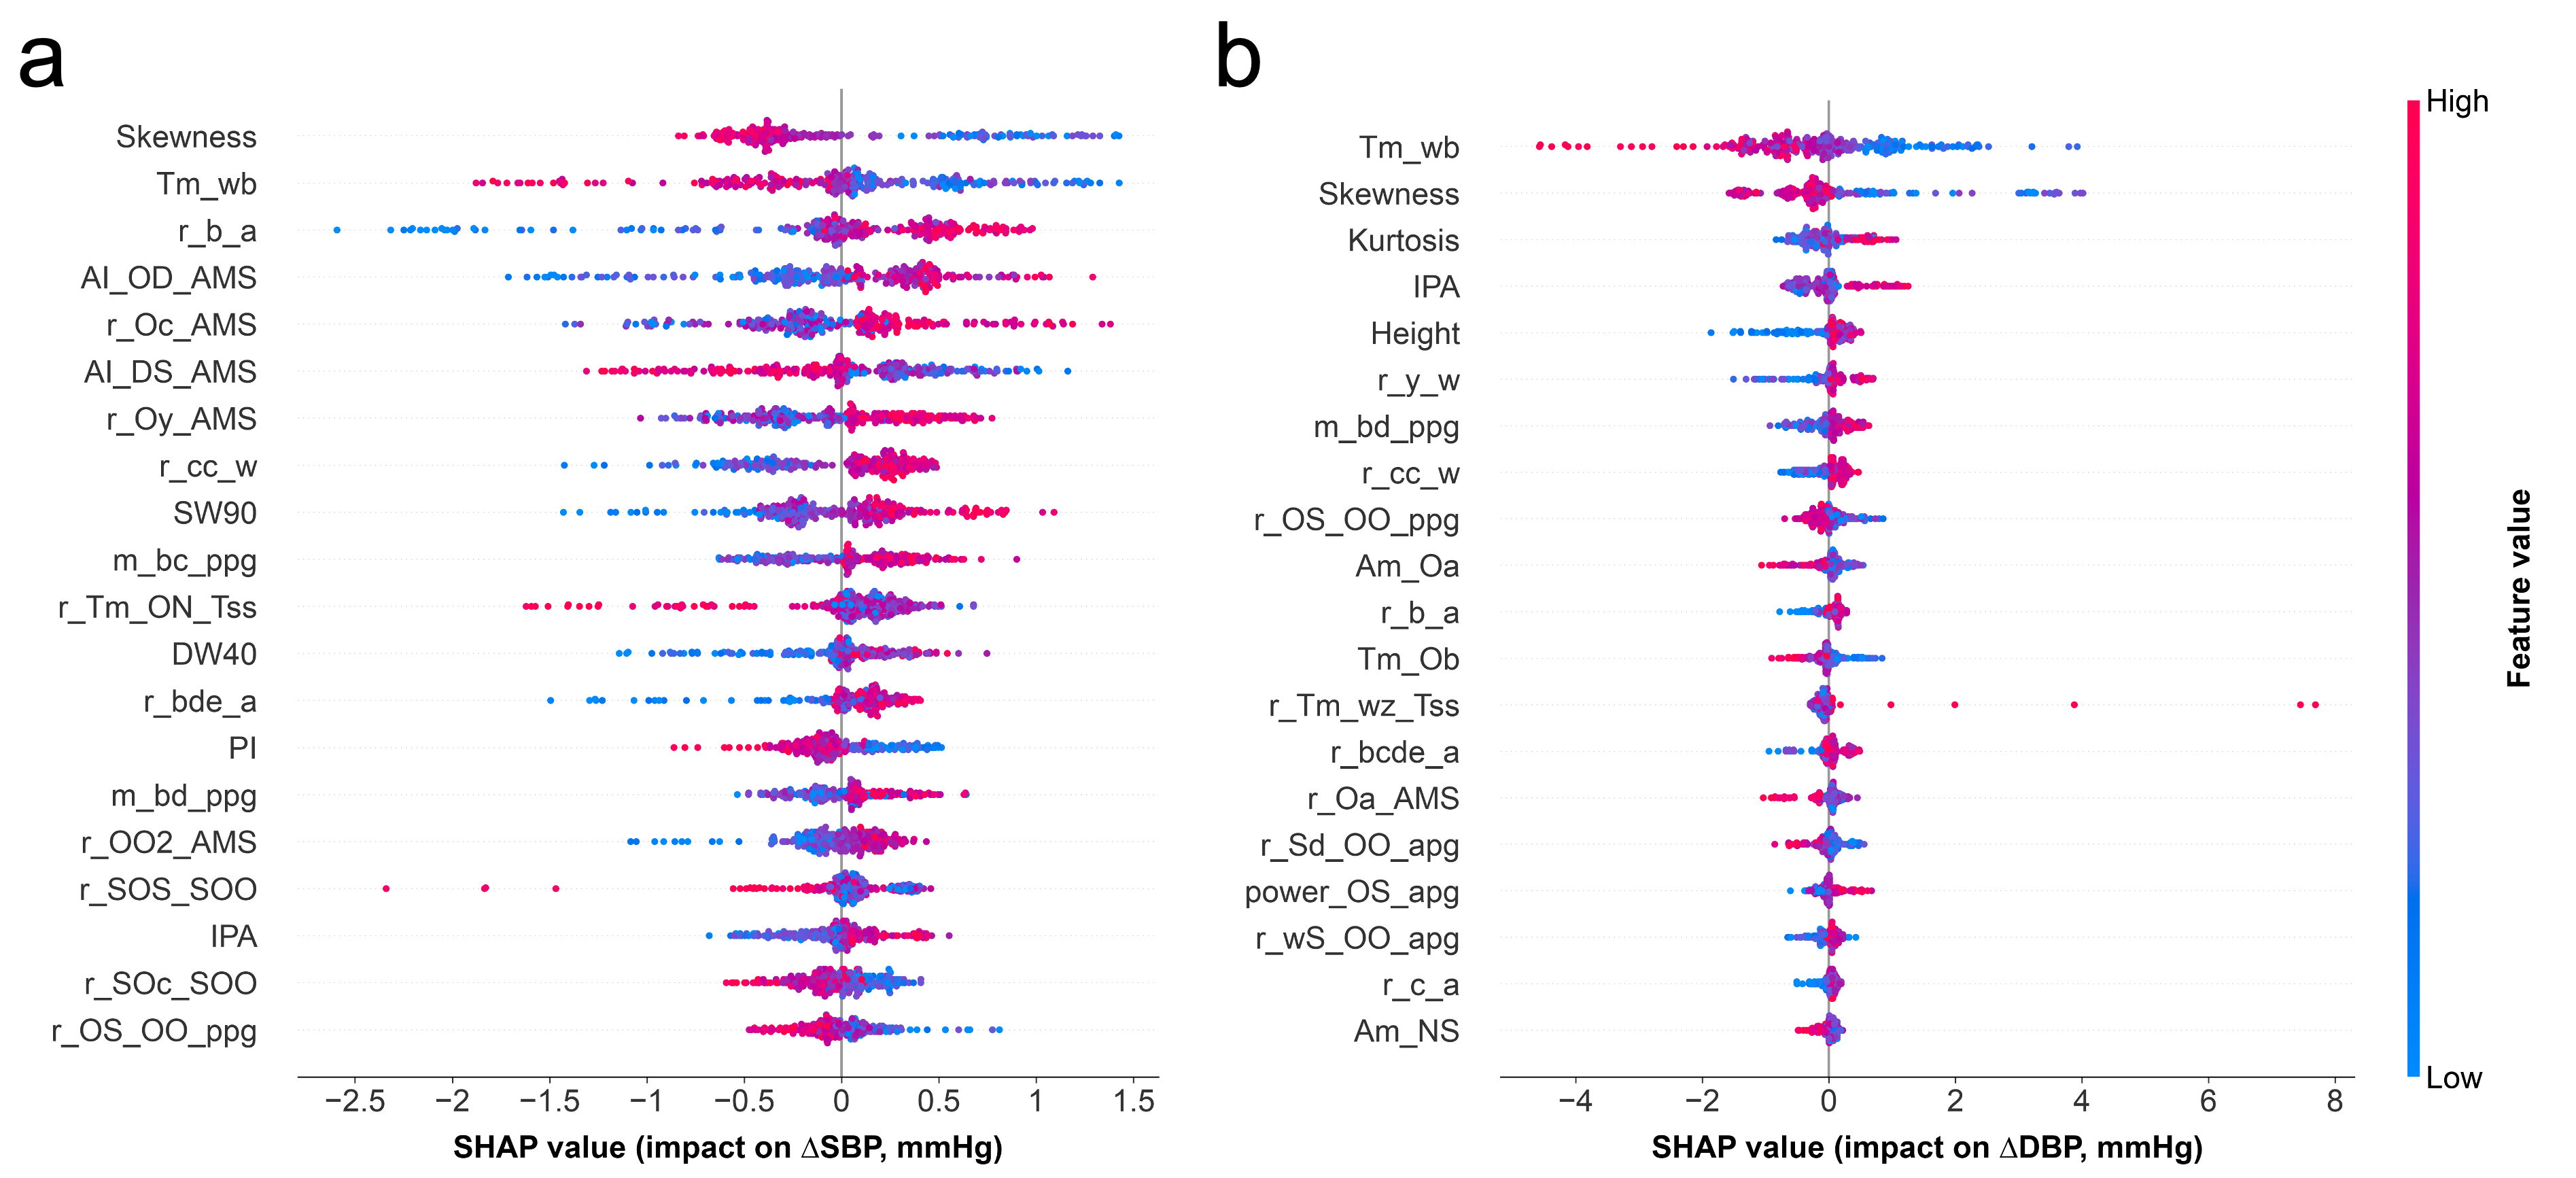 a
Skewness
Tm_wb
r_b_a
AI_OD_AMS
r_Oc_AMS
AI_DS_AMS
r_Oy_AMS
r_cc_w
SW90
m_bc_ppg
r_Tm_ON_Tss
DW40
r_bde_a
PI
m_bd_ppg
r_OO2_AMS
r_SOS_SOO
IPA
r_SOc_SOO
r_OS_OO_ppg
−2.5 −2 −1.5 −1 −0.5 0 0.5 1 1.5
SHAP value (impact on ΔSBP, mmHg)
b
Tm_wb
Skewness
Kurtosis
IPA
Height
r_y_w
m_bd_ppg
r_cc_w
r_OS_OO_ppg
Am_Oa
r_b_a
Tm_Ob
r_Tm_wz_Tss
r_bcde_a
r_Oa_AMS
r_Sd_OO_apg
power_OS_apg
r_wS_OO_apg
r_c_a
Am_NS
−4 −2 0 2 4 6 8
SHAP value (impact on ΔDBP, mmHg)
High
Feature value
Low